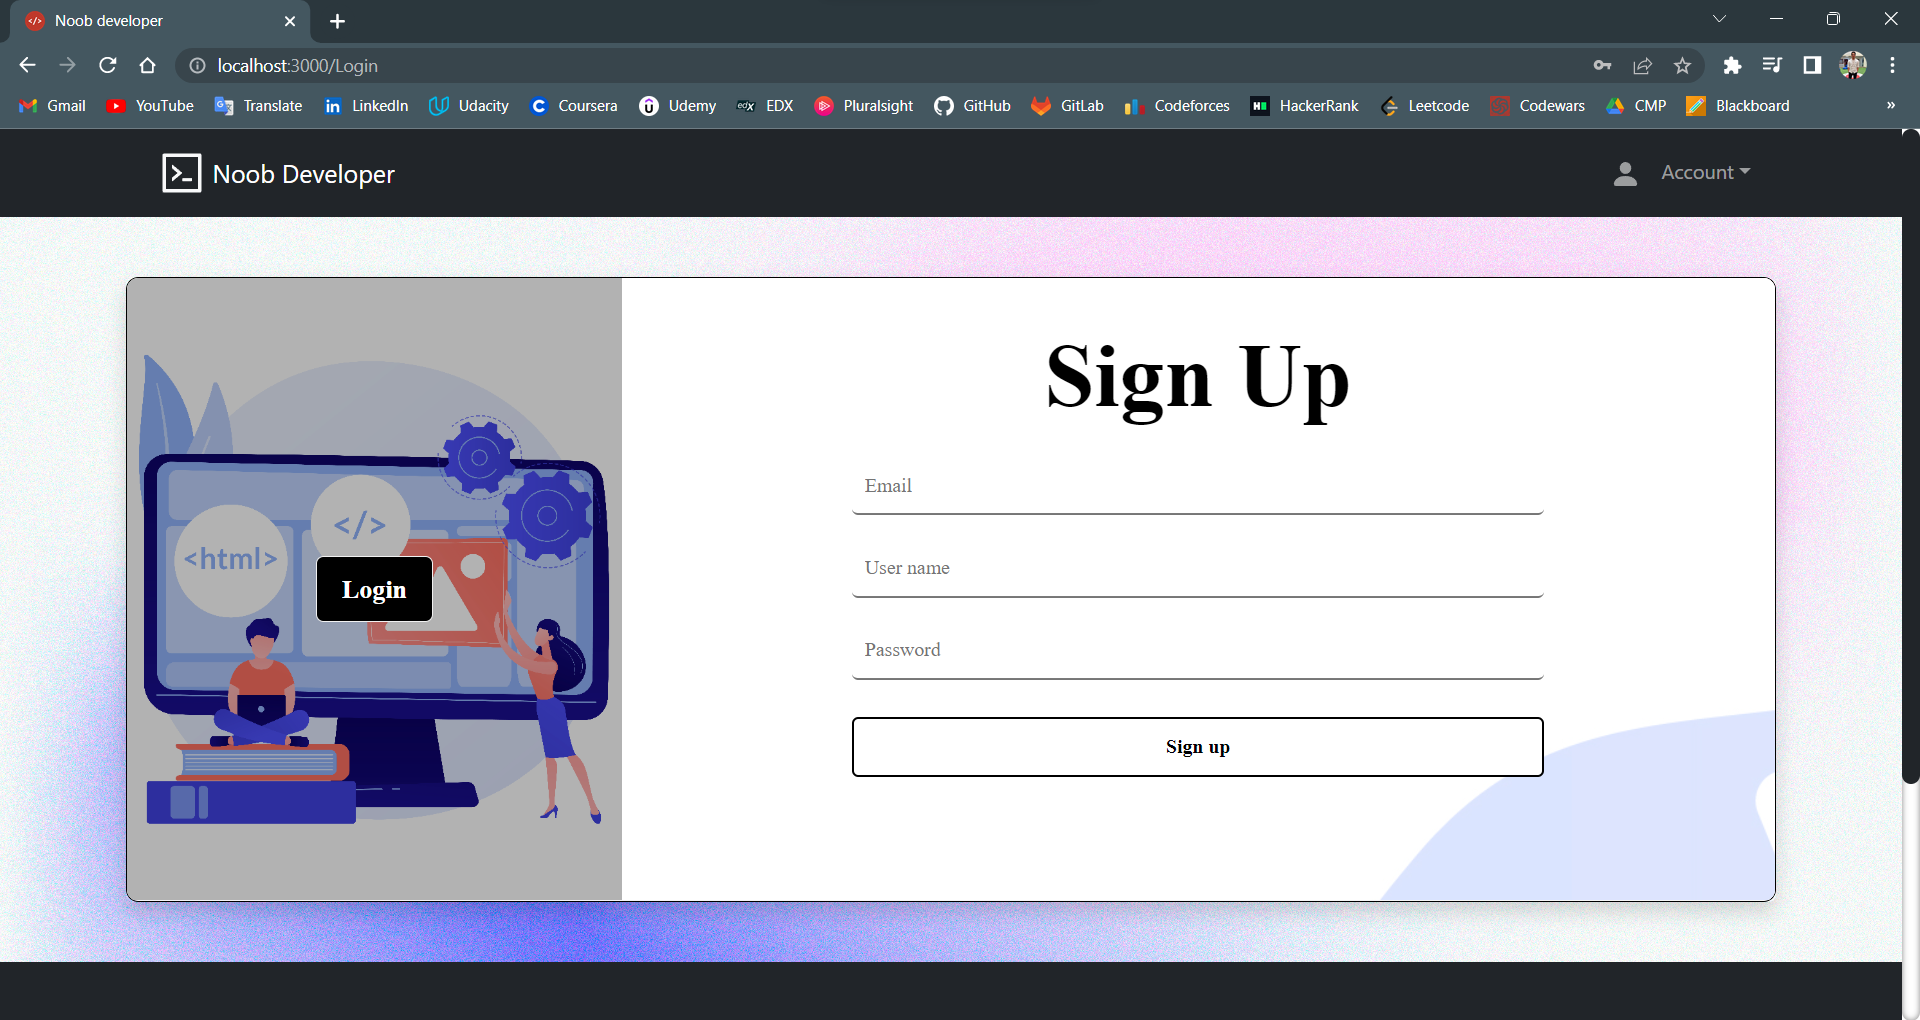 Noob developer
localhost:3000/Login
Gmail YouTube Translate LinkedIn Udacity Coursera Udemy EDX Pluralsight GitHub GitLab Codeforces HackerRank Leetcode Codewars CMP Blackboard »
Noob Developer
Account
Sign Up
Email
User name
Password
Sign up
</>
<html>
Login